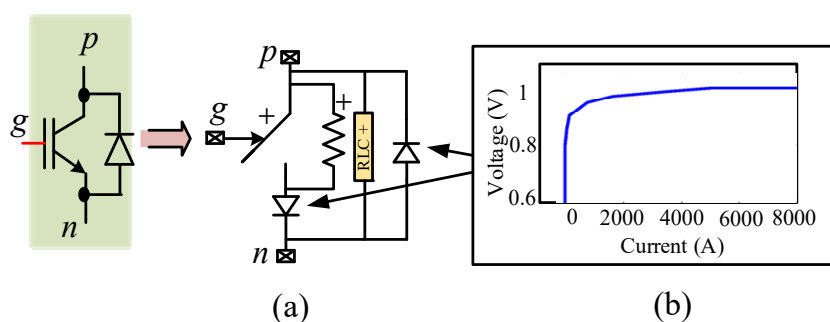 p
g
n
p
g
+
+
RLC +
n
(a)
Voltage (V)
1
0.8
0.6
0
2000
4000
6000
8000
Current (A)
(b)